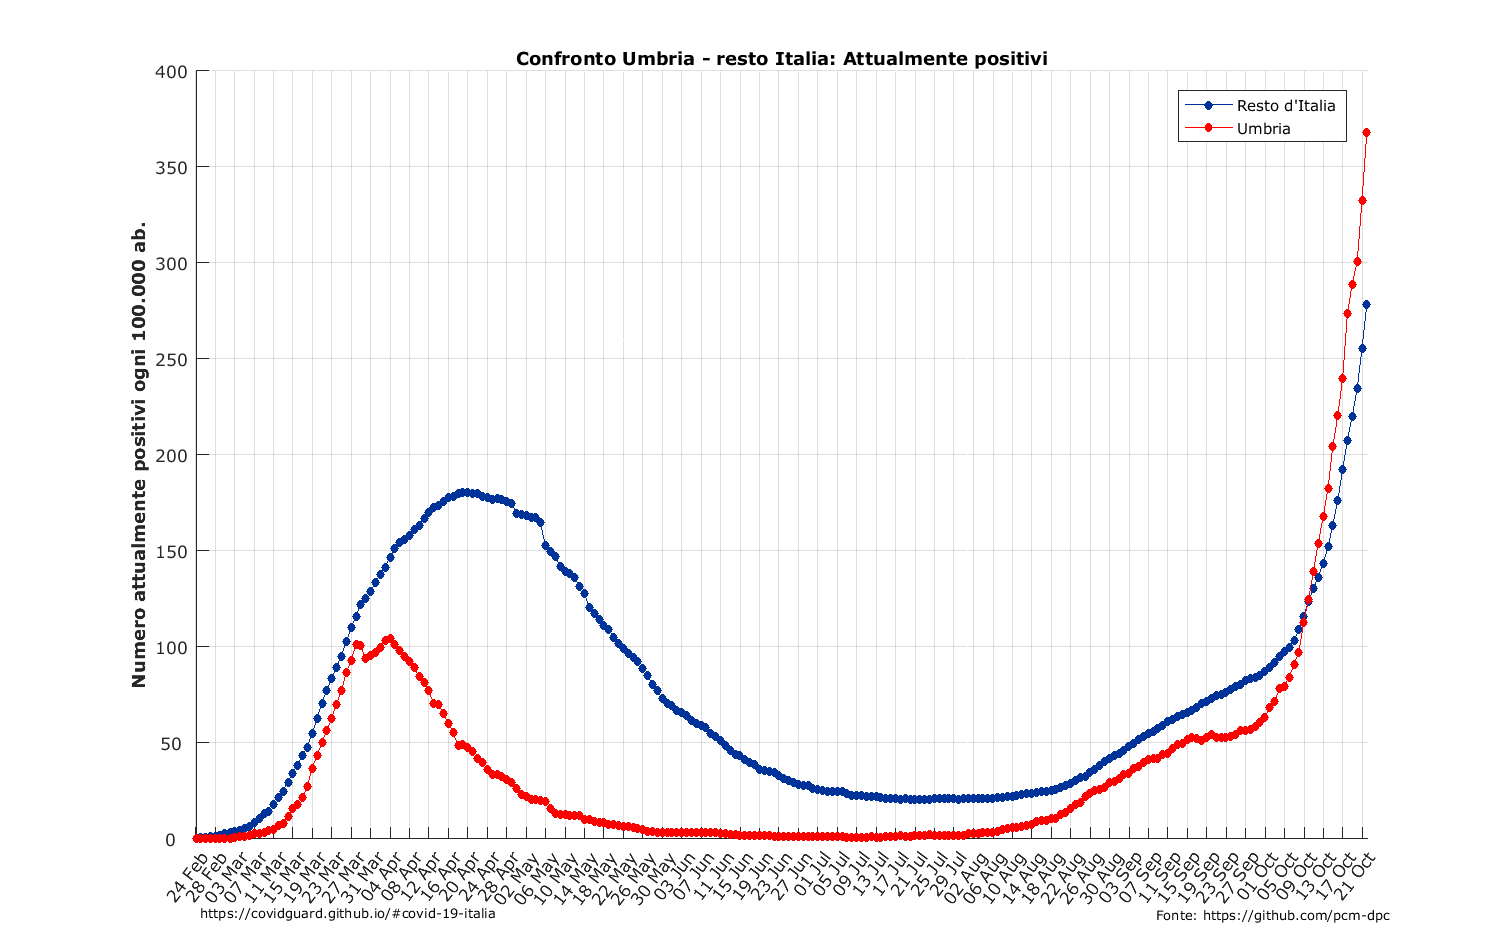 Confronto Umbria - resto Italia: Attualmente positivi
Resto d'Italia
Umbria
Numero attualmente positivi ogni 100.000 ab.
400
350
300
250
200
150
100
50
0
24 Feb
28 Feb
03 Mar
07 Mar
11 Mar
15 Mar
19 Mar
23 Mar
27 Mar
31 Mar
04 Apr
08 Apr
12 Apr
16 Apr
20 Apr
24 Apr
28 Apr
02 May
06 May
10 May
14 May
18 May
22 May
26 May
30 May
03 Jun
07 Jun
11 Jun
15 Jun
19 Jun
23 Jun
27 Jun
01 Jul
05 Jul
09 Jul
13 Jul
17 Jul
21 Jul
25 Jul
29 Jul
02 Aug
06 Aug
10 Aug
14 Aug
18 Aug
22 Aug
26 Aug
30 Aug
03 Sep
07 Sep
11 Sep
15 Sep
19 Sep
23 Sep
27 Sep
01 Oct
05 Oct
09 Oct
13 Oct
17 Oct
21 Oct
https://covidguard.github.io/#covid-19-italia
Fonte: https://github.com/pcm-dpc